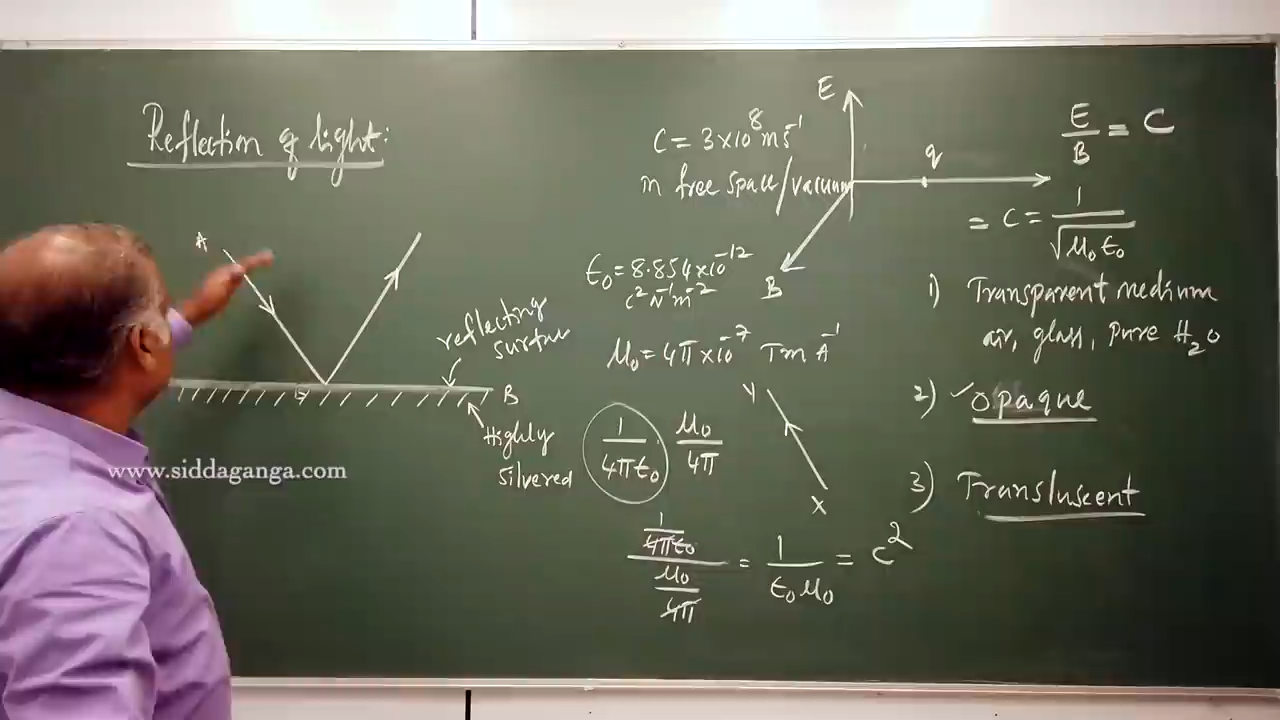 Reflection of light:
A
reflecting
surface
B
Highly
silvered
www.siddaganga.com
C = 3×10⁸ ms⁻¹
in free space/vacuum
E
q
B
ϵ₀ = 8.854×10⁻¹²
C² N⁻¹ m⁻²
μ₀ = 4π×10⁻⁷ Tm A⁻¹
1/4πϵ₀ · μ₀/4π
Y
X
(1/4πϵ₀)/(μ₀/4π) = 1/ϵ₀μ₀ = c²
E/B = C
= C = 1/√μ₀ϵ₀
1) Transparent medium
air, glass, pure H₂O
2) ✓Opaque
3) Transluscent